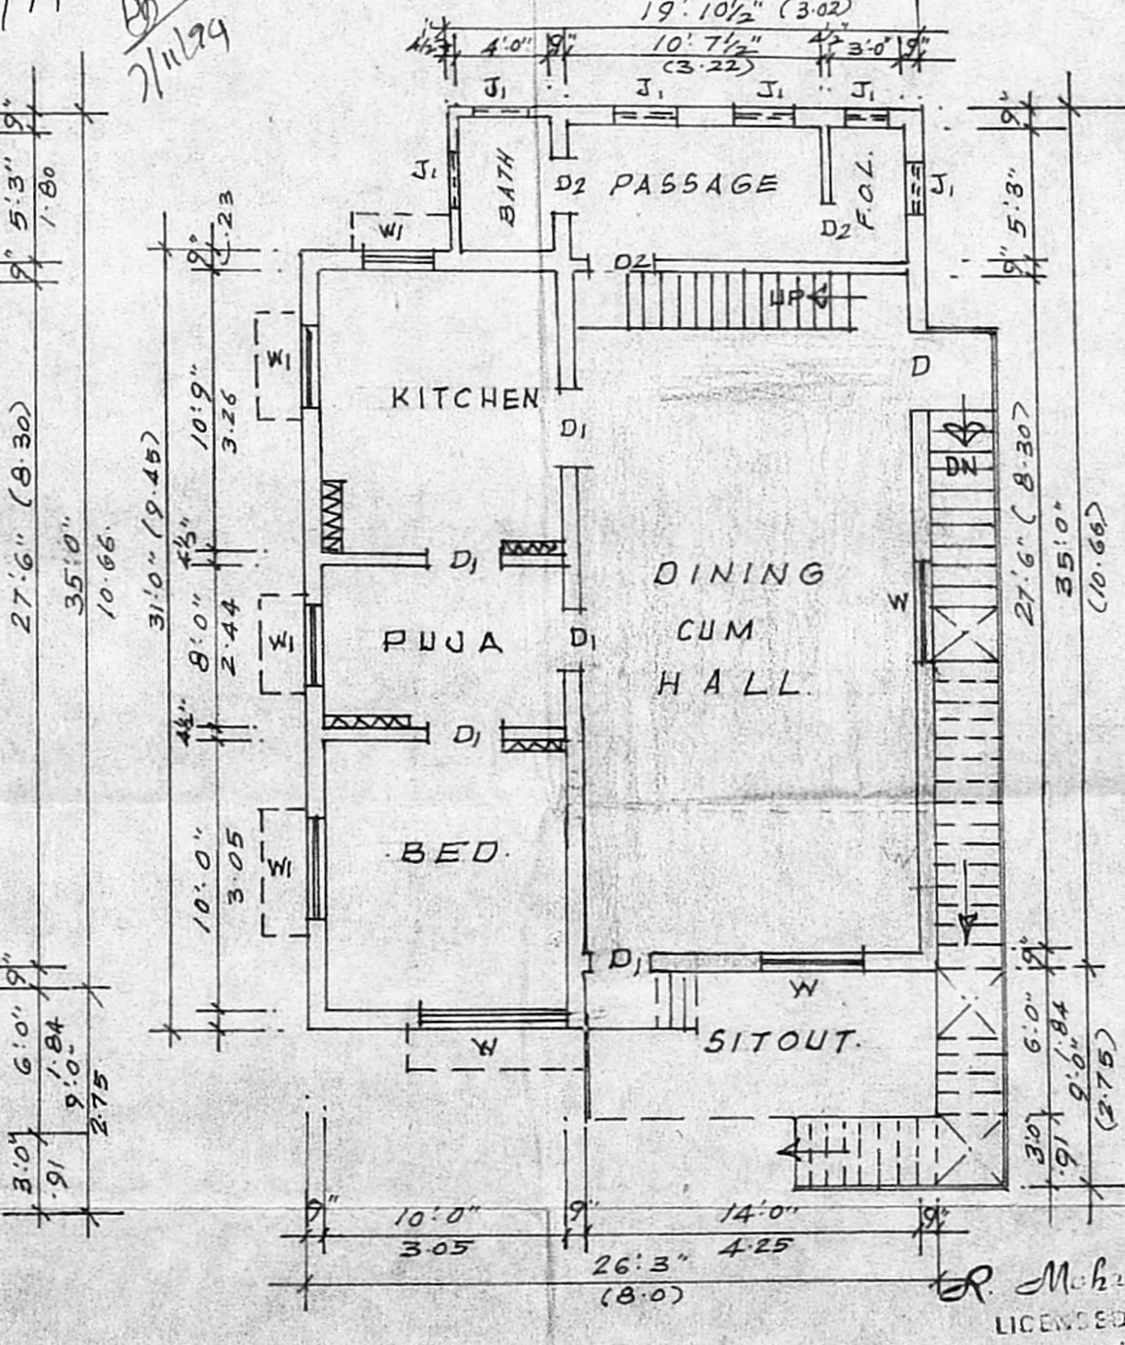 7/11/94
19'.10½" (3.02)
4½" 4'.0" 9" 10'.7½" 4½" 3'.0" 9"
(3.22)
J1 J1 J1 J1
J1 BATH D2 PASSAGE D2 F.O.L. J1
W1 D2
UP
W1 KITCHEN D1 D
DN
D1 DINING
W
W1 PUJA D1 CUM
HALL.
D1
W1 BED.
D1
W W
SITOUT.
9" 5'.3" 1.80 9" 27'.6" (8.30) 9" 6'.0" 1.84 3'.0" .91
35'.0" 10.66. 9'.0" 2.75
31'.0" (9.45)
9" .23 10'.9" 3.26 4½" 8'.0" 2.44 4½" 10'.0" 3.05
9" 5'.3" 9" 27'.6" (8.30) 9" 6'.0" 1.84 3'.0" .91
35'.0" (10.66) 9'.0" (2.75)
9" 10'.0" 9" 14'.0" 9"
3.05 4.25
26'.3"
(8.0)
R.
LICENSED